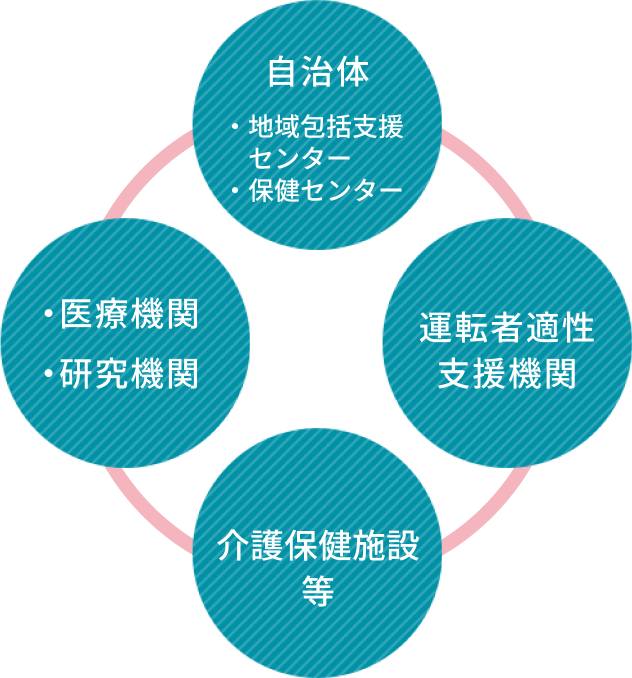 自治体
・地域包括支援
センター
・保健センター
・医療機関
・研究機関
運転者適性
支援機関
介護保健施設
等